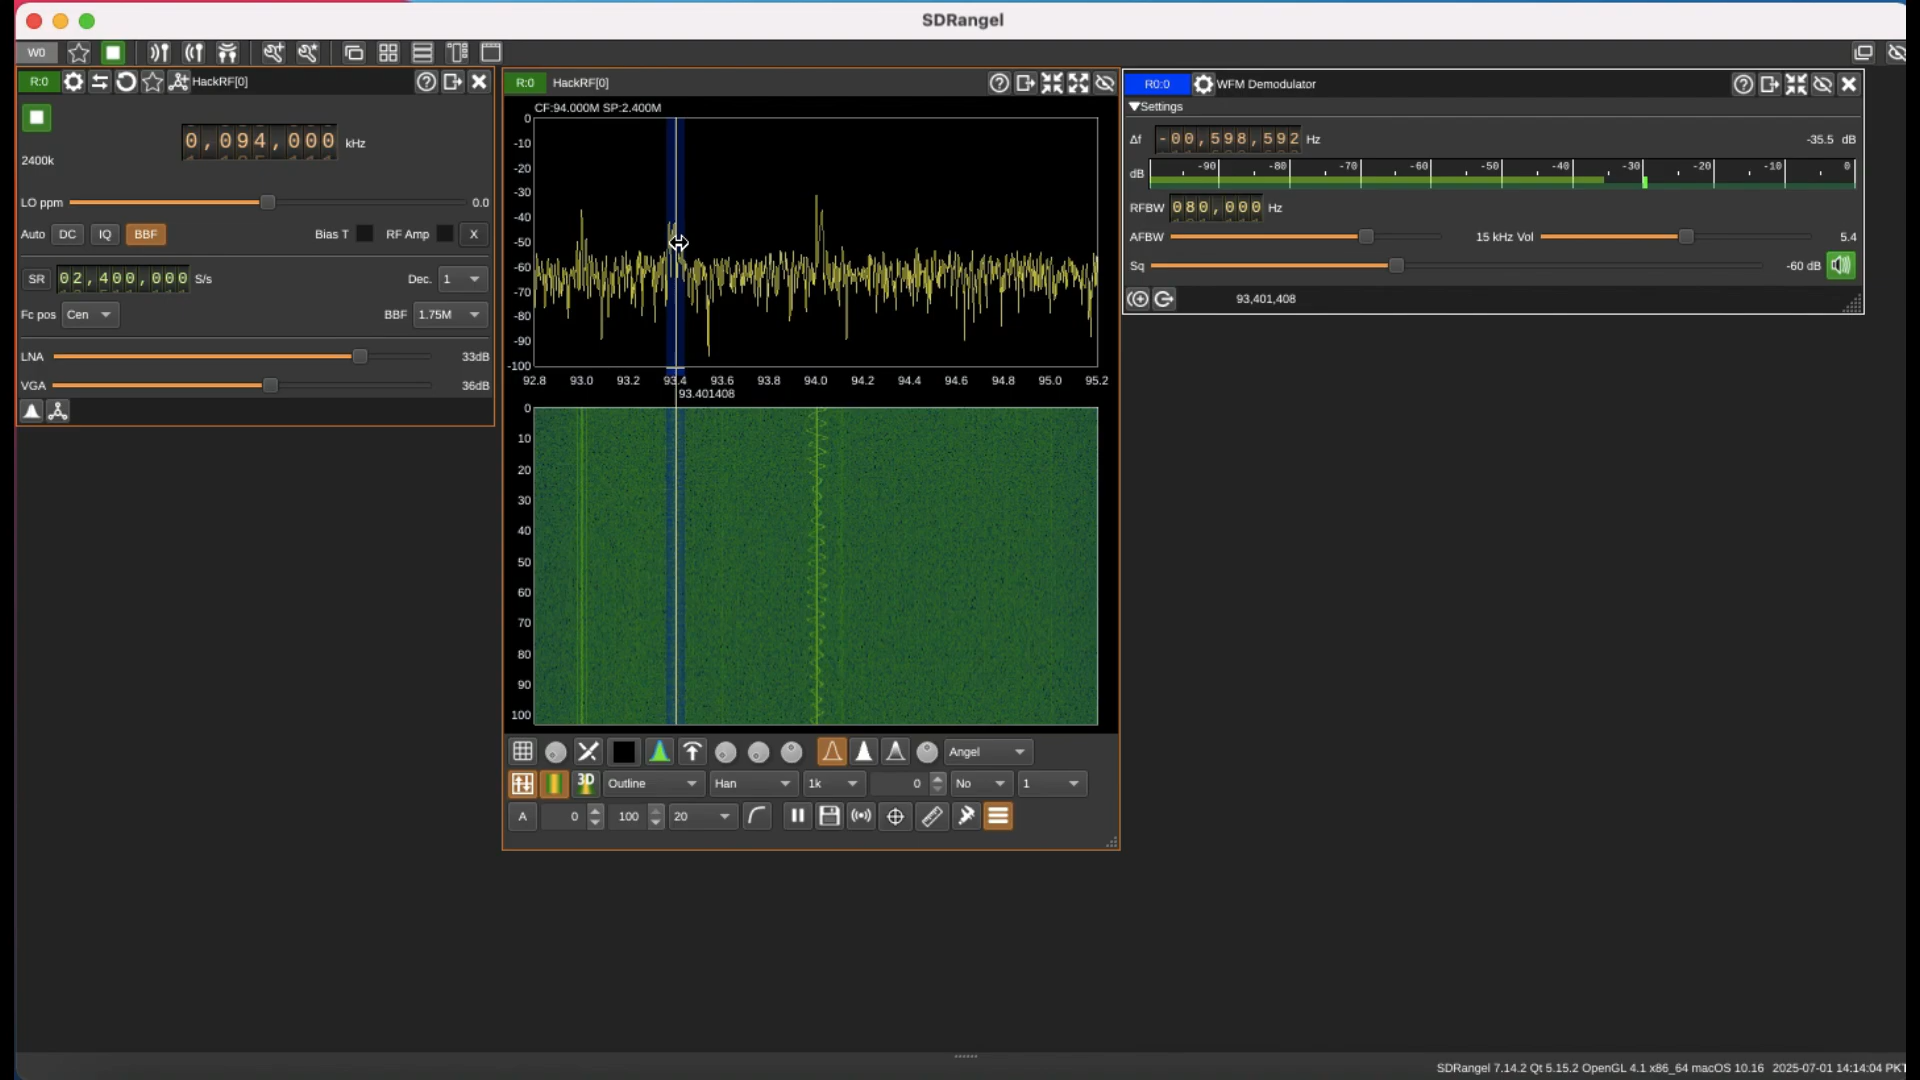 SDRangel
W0
R:0 HackRF[0]
0,094,000 kHz
2400k
LO ppm 0.0
Auto DC IQ BBF Bias T RF Amp X
SR 02,400,000 S/s Dec. 1
Fc pos Cen BBF 1.75M
LNA 33dB
VGA 36dB
R:0 HackRF[0]
CF:94.000M SP:2.400M
0
-10
-20
-30
-40
-50
-60
-70
-80
-90
-100
92.8 93.0 93.2 93.4 93.6 93.8 94.0 94.2 94.4 94.6 94.8 95.0 95.2
93.401408
0
10
20
30
40
50
60
70
80
90
100
Angel
3D Outline Han 1k 0 No 1
A 0 100 20
R0:0 WFM Demodulator
Settings
Δf -00,598,592 Hz -35.5 dB
dB -90 -80 -70 -60 -50 -40 -30 -20 -10 0
RFBW 080,000 Hz
AFBW 15 kHz Vol 5.4
Sq -60 dB
93,401,408
SDRangel 7.14.2 Qt 5.15.2 OpenGL 4.1 x86_64 macOS 10.16 2025-07-01 14:14:04 PKT